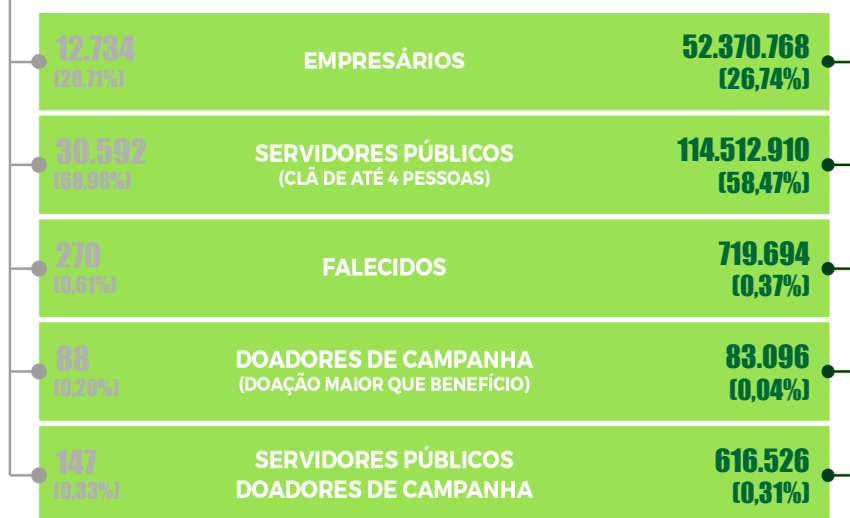 12.734
(28,71%)
EMPRESÁRIOS
52.370.768
(26,74%)
30.592
(68,98%)
SERVIDORES PÚBLICOS
(CLÃ DE ATÉ 4 PESSOAS)
114.512.910
(58,47%)
270
(0,61%)
FALECIDOS
719.694
(0,37%)
88
(0,20%)
DOADORES DE CAMPANHA
(DOAÇÃO MAIOR QUE BENEFÍCIO)
83.096
(0,04%)
147
(0,33%)
SERVIDORES PÚBLICOS
DOADORES DE CAMPANHA
616.526
(0,31%)